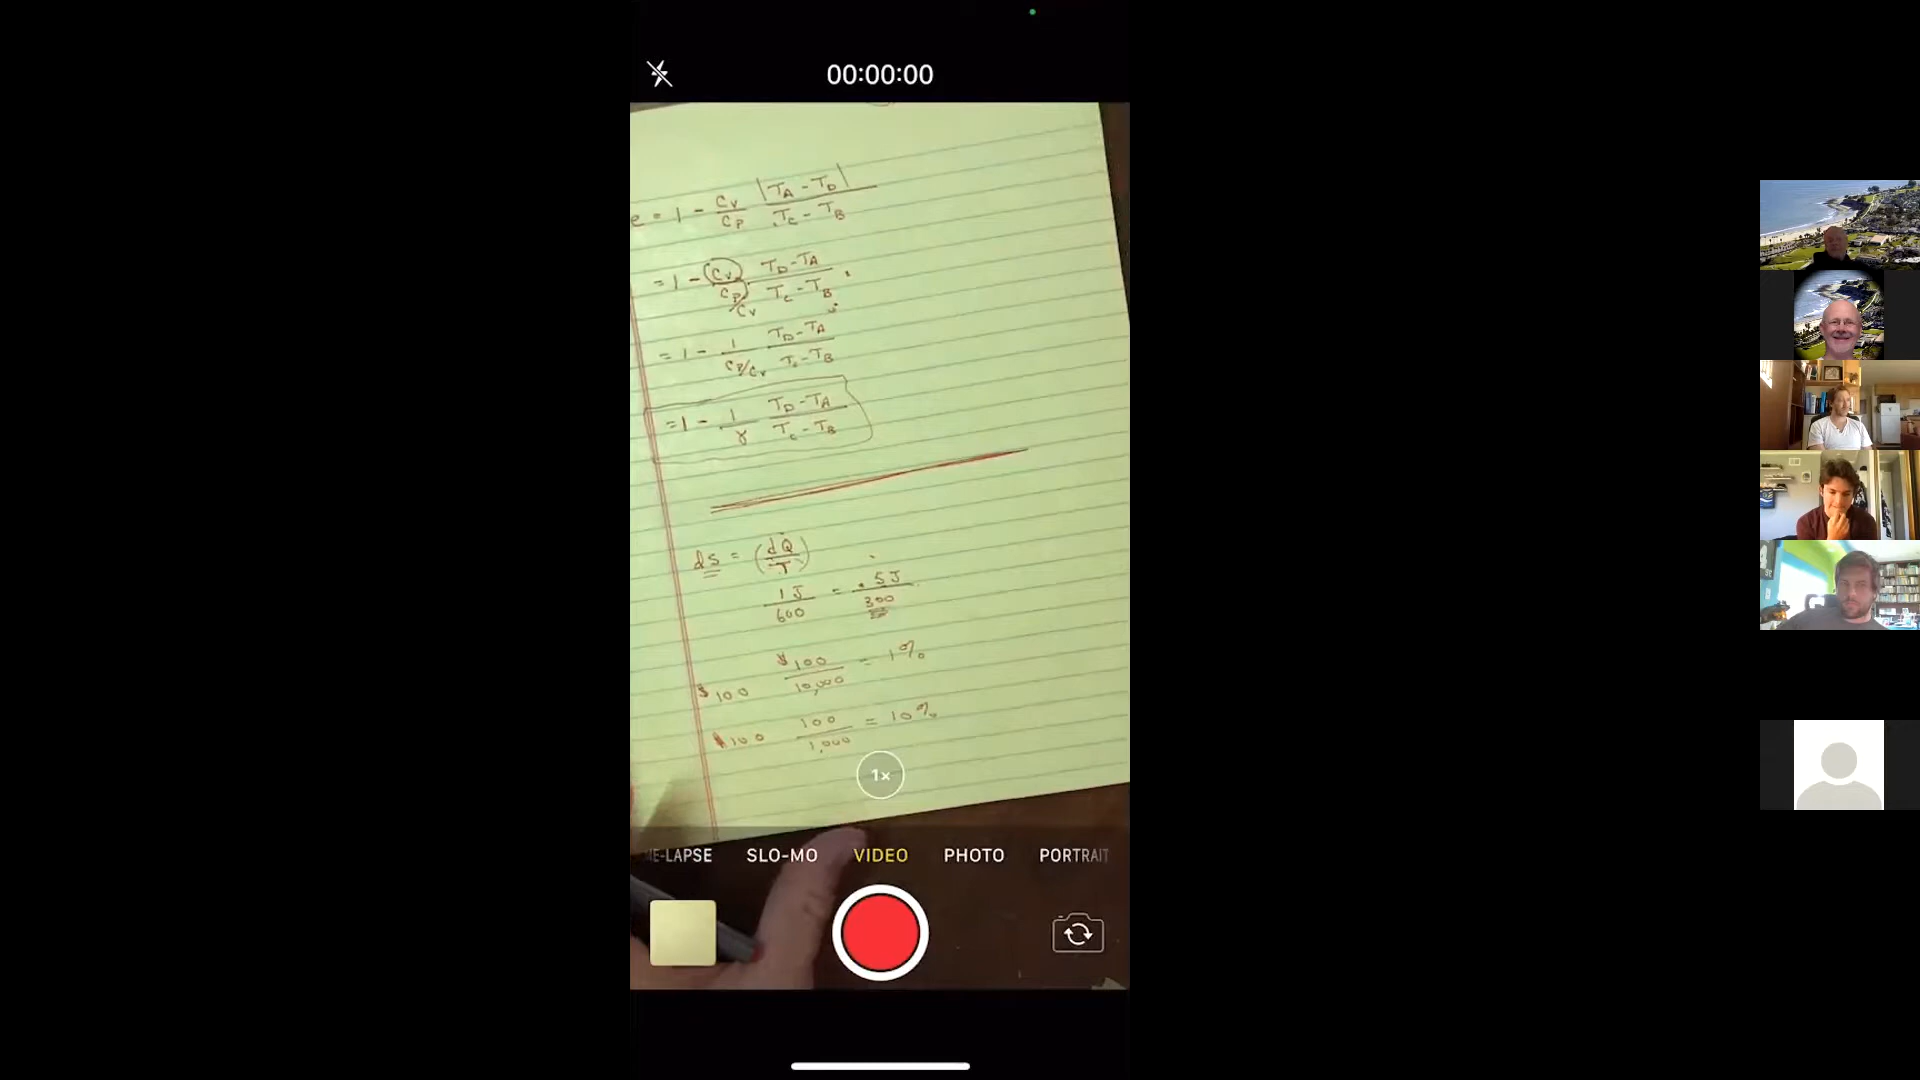 00:00:00
e = 1 - Cv/Cp |TA - TD|/TC - TB
= 1 - Cv/Cp/Cv TD - TA/TC - TB
= 1 - 1/Cp/Cv TD - TA/TC - TB
= 1 - 1/γ TD - TA/TC - TB
ds = (dQ/T)
1J/600 = .5J/300
$100 $100/10,000 = 1%
$100 100/1,000 = 10%
1x
E-LAPSE SLO-MO VIDEO PHOTO PORTRAIT